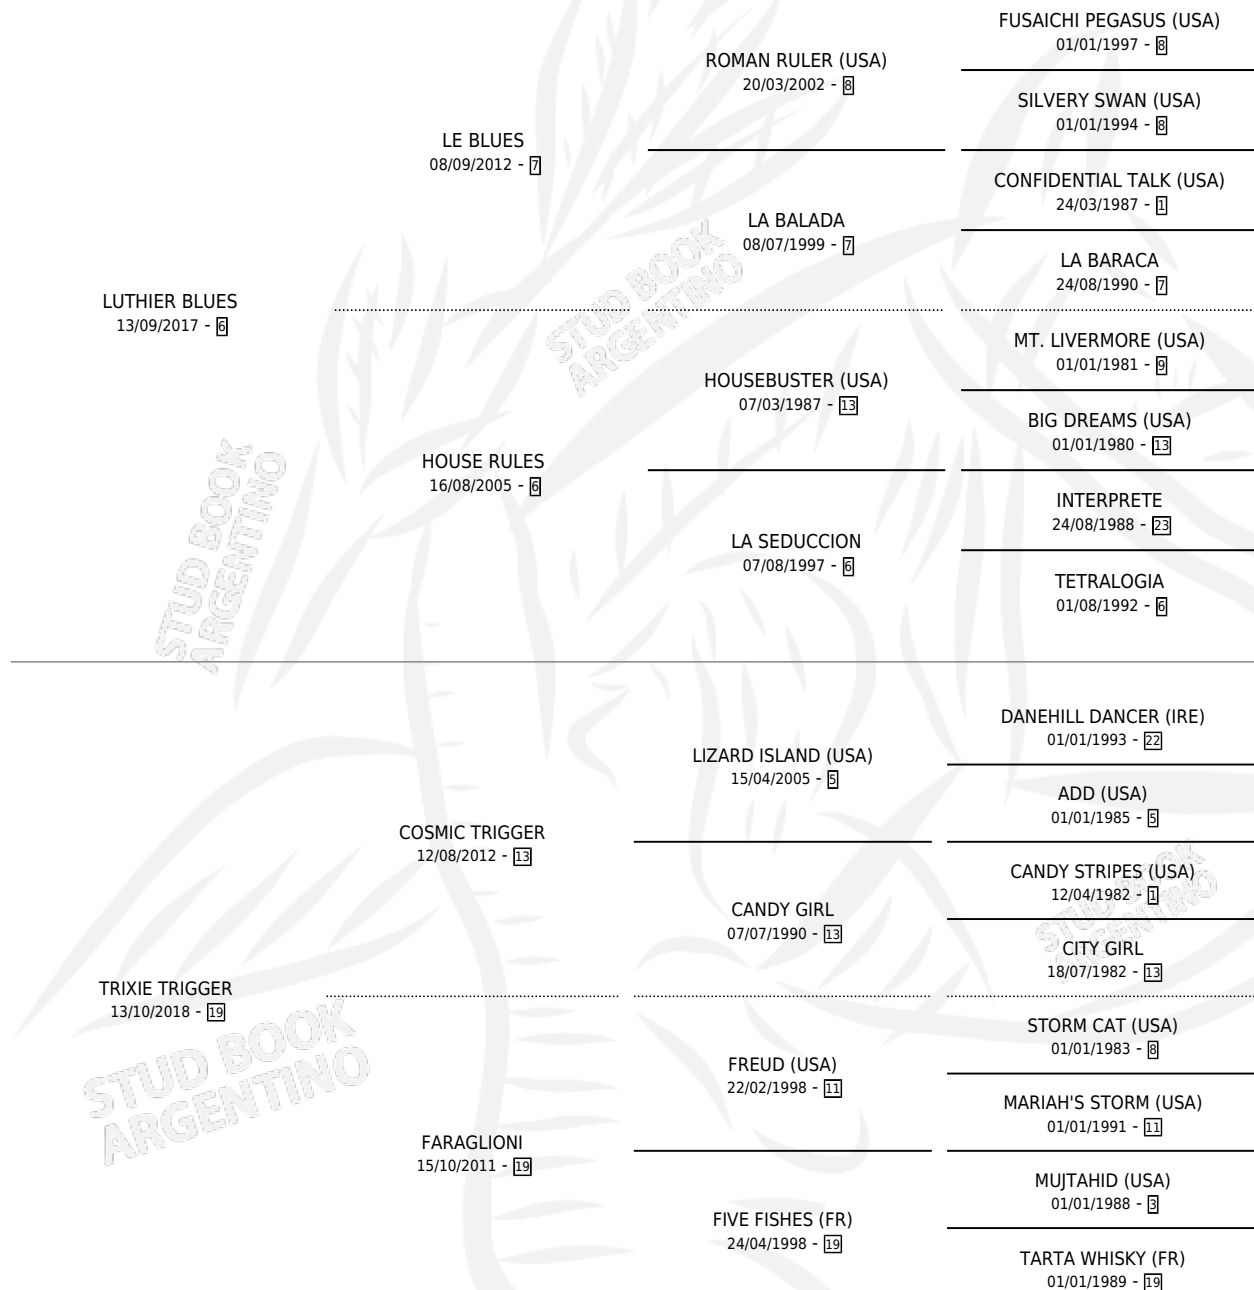 FUSAICHI PEGASUS (USA)
01/01/1997 - 8
ROMAN RULER (USA)
20/03/2002 - 8
SILVERY SWAN (USA)
01/01/1994 - 8
LE BLUES
08/09/2012 - 7
CONFIDENTIAL TALK (USA)
24/03/1987 - 1
LA BALADA
08/07/1999 - 7
LA BARACA
24/08/1990 - 7
LUTHIER BLUES
13/09/2017 - 6
MT. LIVERMORE (USA)
01/01/1981 - 9
HOUSEBUSTER (USA)
07/03/1987 - 13
BIG DREAMS (USA)
01/01/1980 - 13
HOUSE RULES
16/08/2005 - 6
INTERPRETE
24/08/1988 - 23
LA SEDUCCION
07/08/1997 - 6
TETRALOGIA
01/08/1992 - 6
DANEHILL DANCER (IRE)
01/01/1993 - 22
LIZARD ISLAND (USA)
15/04/2005 - 5
ADD (USA)
01/01/1985 - 5
COSMIC TRIGGER
12/08/2012 - 13
CANDY STRIPES (USA)
12/04/1982 - 1
CANDY GIRL
07/07/1990 - 13
CITY GIRL
18/07/1982 - 13
TRIXIE TRIGGER
13/10/2018 - 19
STORM CAT (USA)
01/01/1983 - 8
FREUD (USA)
22/02/1998 - 11
MARIAH'S STORM (USA)
01/01/1991 - 11
FARAGLIONI
15/10/2011 - 19
MUJTAHID (USA)
01/01/1988 - 3
FIVE FISHES (FR)
24/04/1998 - 19
TARTA WHISKY (FR)
01/01/1989 - 19
STUD BOOK
ARGENTINO
STUD BOOK
ARGENTINO
STUD BOOK
ARGENTINO
STUD BOOK
ARGENTINO